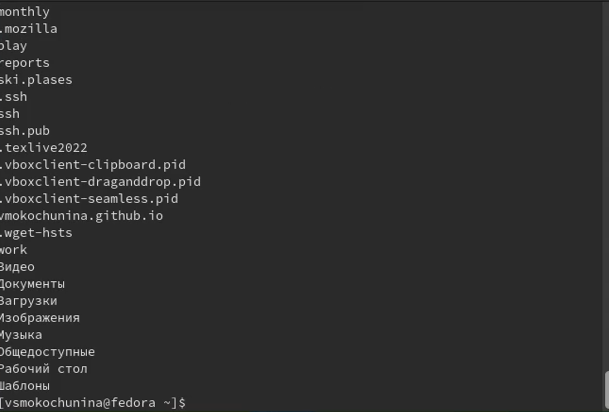 monthly
.mozilla
play
reports
ski.plases
.ssh
ssh
ssh.pub
.texlive2022
.vboxclient-clipboard.pid
.vboxclient-draganddrop.pid
.vboxclient-seamless.pid
vmokochunina.github.io
.wget-hsts
work
Видео
Документы
Загрузки
Изображения
Музыка
Общедоступные
Рабочий стол
Шаблоны
[vsmokochunina@fedora ~]$